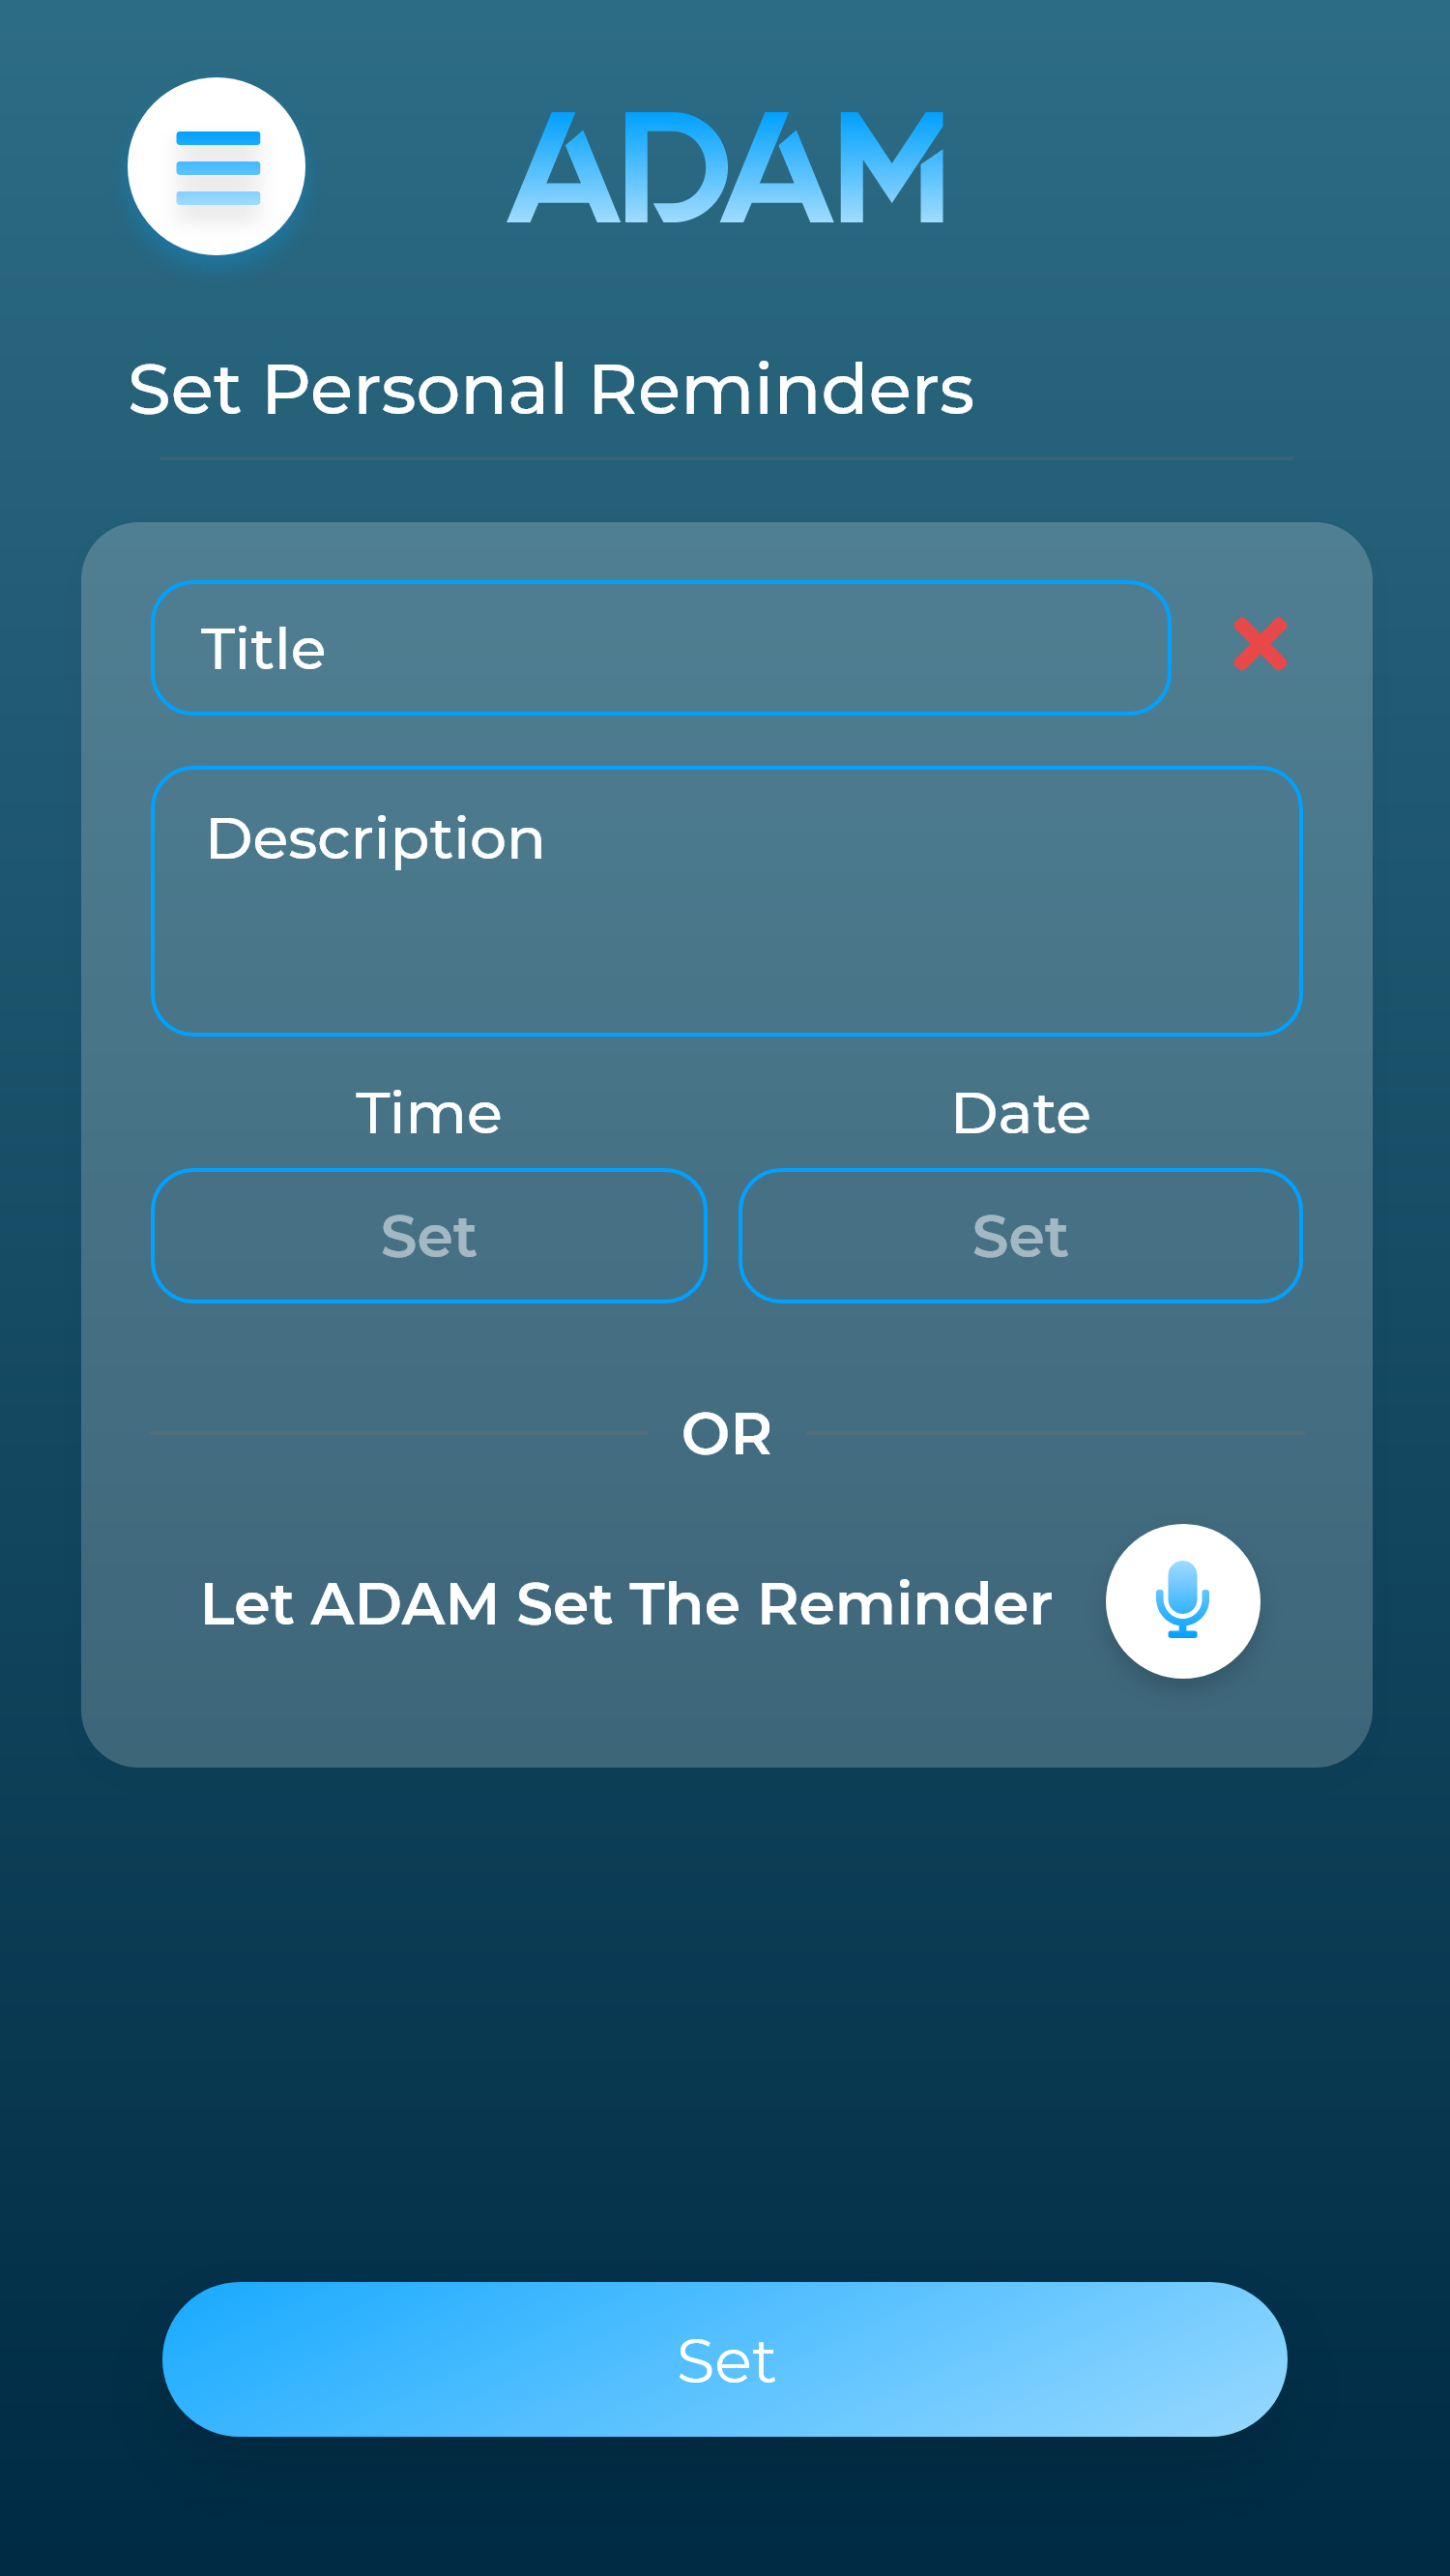 ADAM
Set Personal Reminders
Title
Description
Time
Date
Set
Set
OR
Let ADAM Set The Reminder
Set